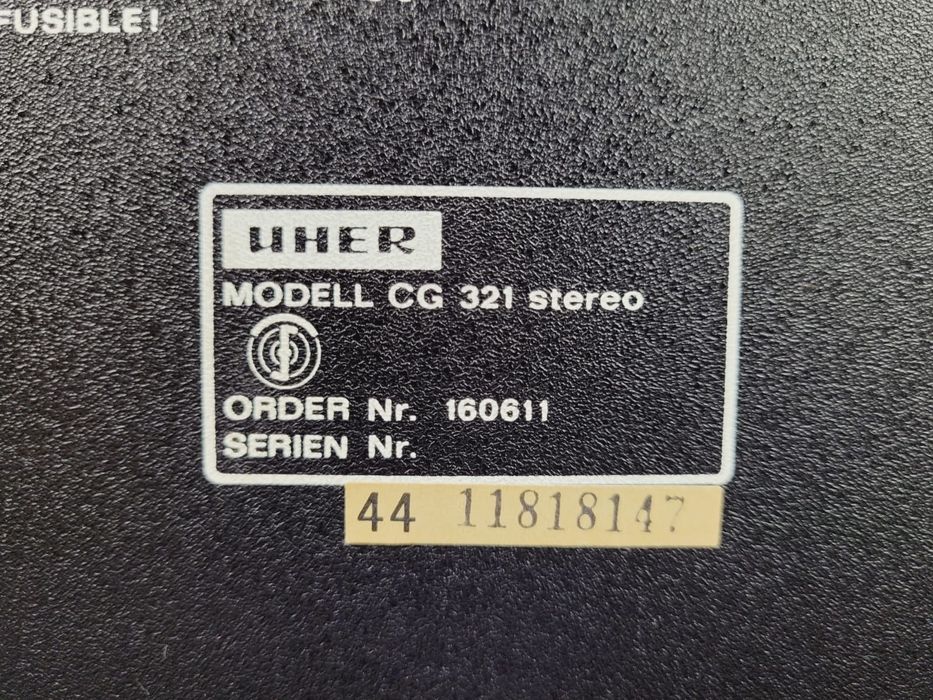 FUSIBLE!
UHER
MODELL CG 321 stereo
ORDER Nr. 160611
SERIEN Nr.
44 11818147